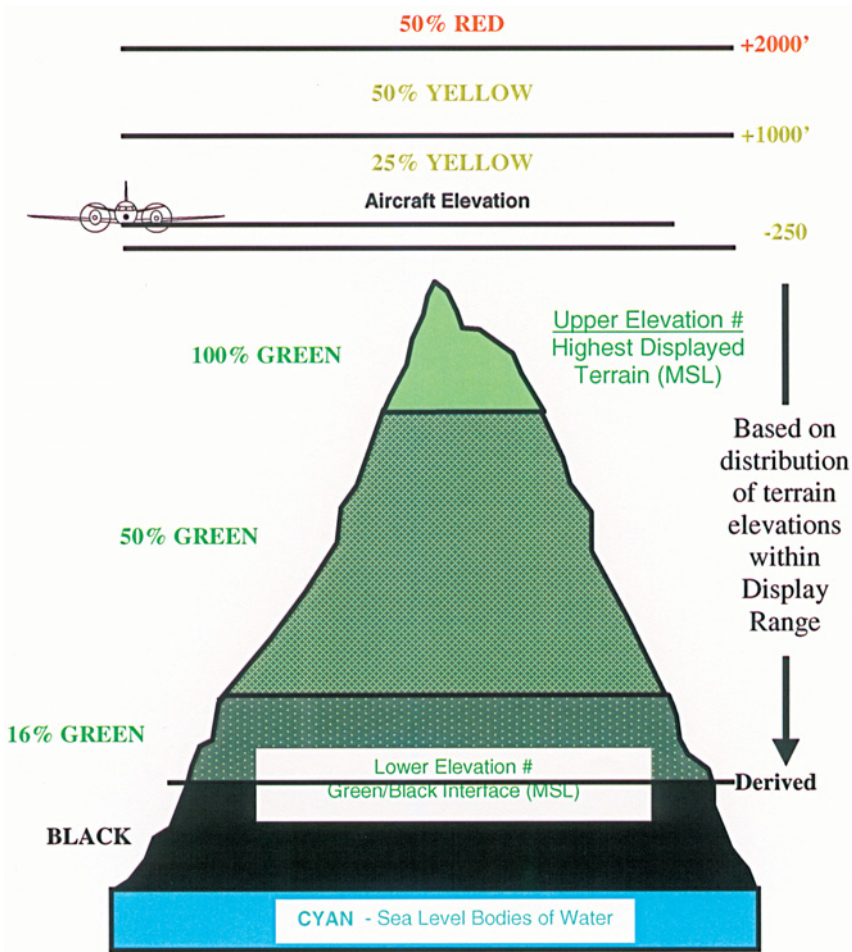 50% RED
+2000’
50% YELLOW
+1000’
25% YELLOW
Aircraft Elevation
-250
Upper Elevation #
Highest Displayed
Terrain (MSL)
100% GREEN
Based on
distribution
of terrain
elevations
within
Display
Range
50% GREEN
16% GREEN
Lower Elevation #
Green/Black Interface (MSL)
Derived
BLACK
CYAN - Sea Level Bodies of Water